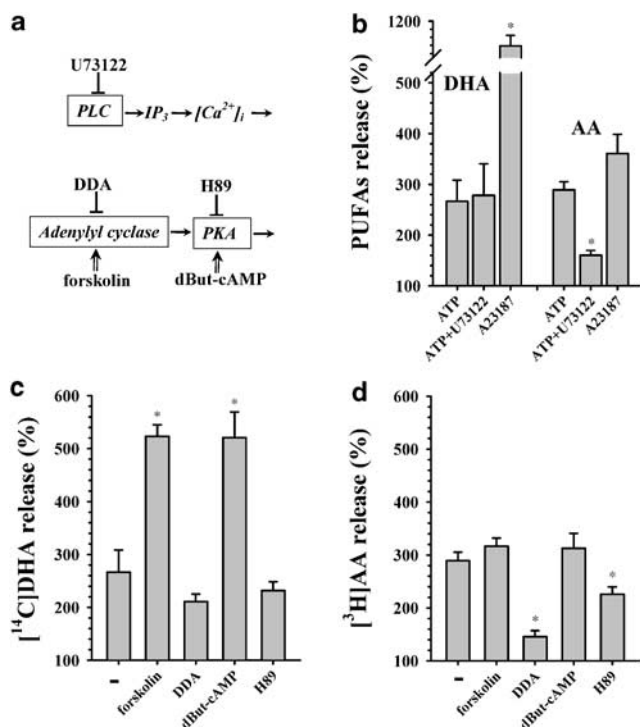 a
U73122
PLC
IP3
[Ca2+]i
DDA
H89
Adenylyl cyclase
PKA
forskolin
dBut-cAMP
b
PUFAs release (%)
1200
500
400
300
200
100
DHA
AA
*
*
ATP
ATP+U73122
A23187
ATP
ATP+U73122
A23187
c
[14C]DHA release (%)
600
500
400
300
200
100
*
*
-
forskolin
DDA
dBut-cAMP
H89
d
[3H]AA release (%)
600
500
400
300
200
100
*
*
-
forskolin
DDA
dBut-cAMP
H89